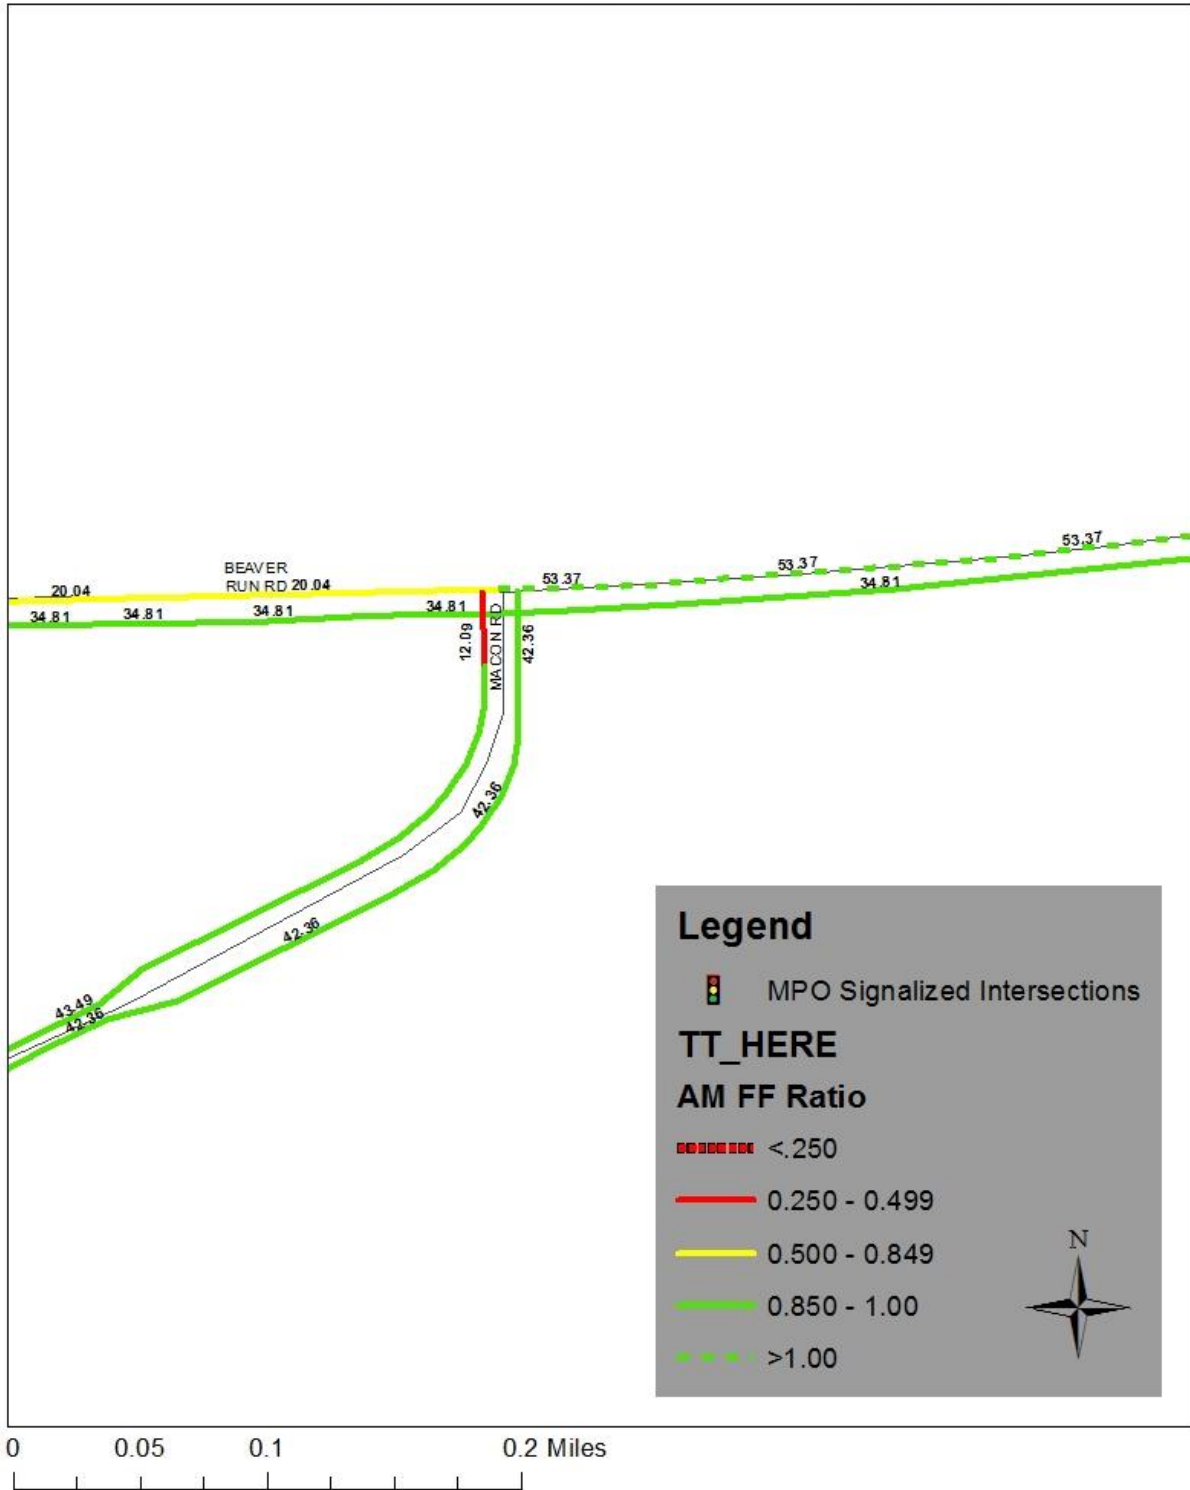 53.37
53.37
53.37
BEAVER
RUN RD 20.04
20.04
34.81
34.81
34.81
34.81
34.81
12.09
MACON RD
42.36
42.36
42.36
43.49
42.36
Legend
MPO Signalized Intersections
TT_HERE
AM FF Ratio
<.250
0.250 - 0.499
0.500 - 0.849
0.850 - 1.00
>1.00
N
0 0.05 0.1 0.2 Miles